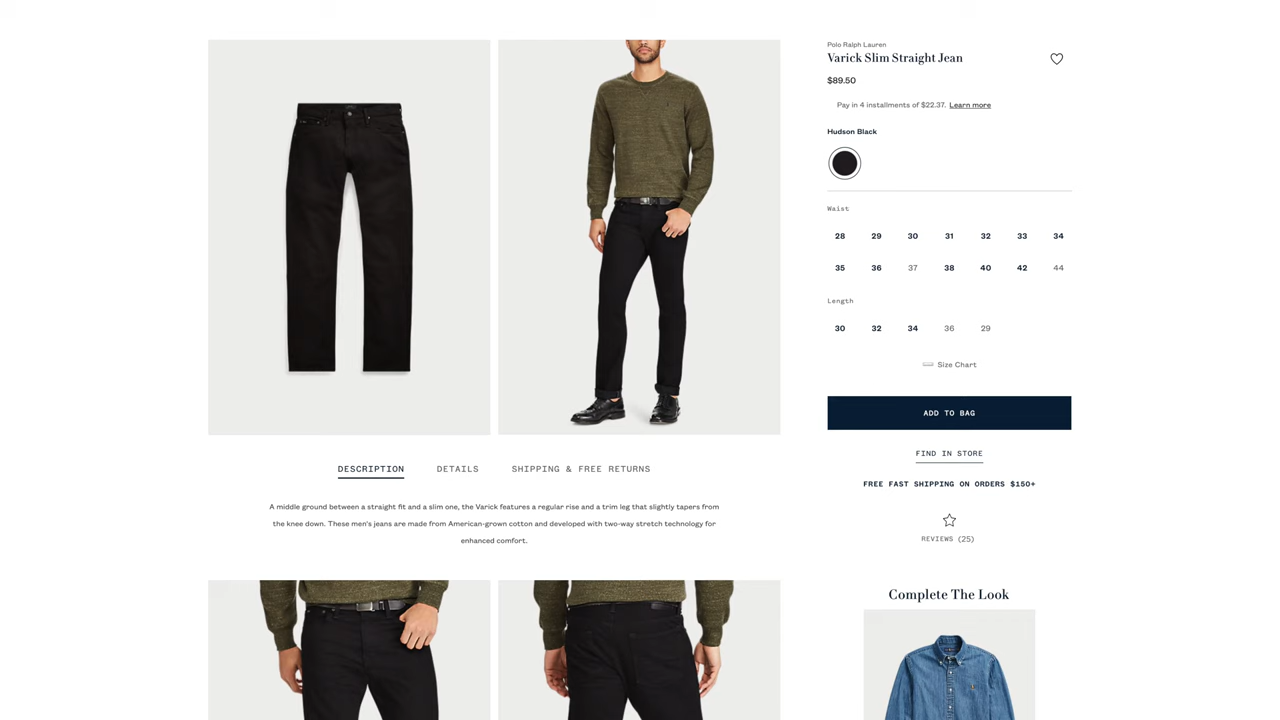 Polo Ralph Lauren
Varick Slim Straight Jean
$89.50
Pay in 4 installments of $22.37. Learn more
Hudson Black
Waist
28 29 30 31 32 33 34
35 36 37 38 40 42 44
Length
30 32 34 36 29
Size Chart
ADD TO BAG
FIND IN STORE
FREE FAST SHIPPING ON ORDERS $150+
REVIEWS (25)
DESCRIPTION DETAILS SHIPPING & FREE RETURNS
A middle ground between a straight fit and a slim one, the Varick features a regular rise and a trim leg that slightly tapers from
the knee down. These men's jeans are made from American-grown cotton and developed with two-way stretch technology for
enhanced comfort.
Complete The Look